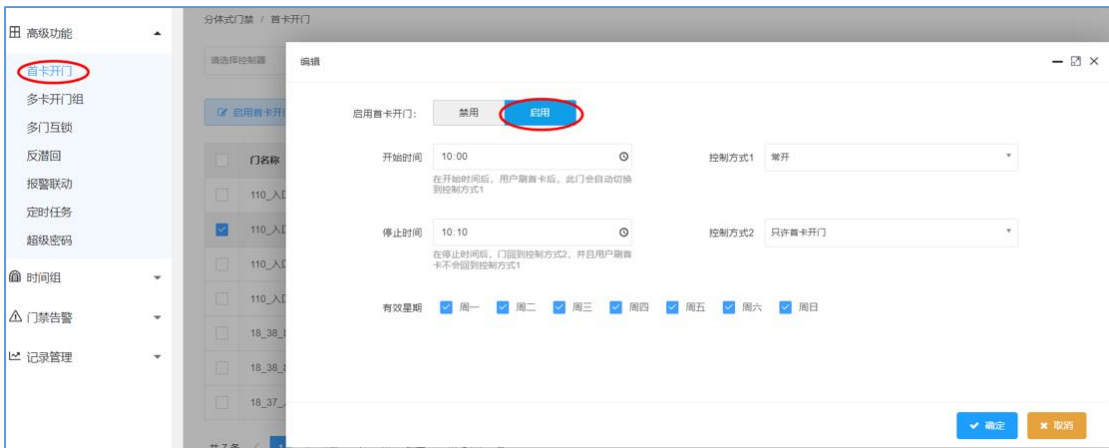 分体式门禁 / 首卡开门
高级功能
首卡开门
多卡开门组
多门互锁
反潜回
报警联动
定时任务
超级密码
时间组
门禁告警
记录管理
请选择控制器
启用首卡开
门名称
110_入
110_入
110_入
110_入
18_38_
18_38_
18_37_
共 7 条
编辑
启用首卡开门: 禁用 启用
开始时间 10:00 控制方式1 常开
在开始时间后，用户刷首卡后，此门会自动切换
到控制方式1
停止时间 10:10 控制方式2 只许首卡开门
在停止时间后，门回到控制方式2，并且用户刷首
卡不会回到控制方式1
有效星期 周一 周二 周三 周四 周五 周六 周日
确定 取消